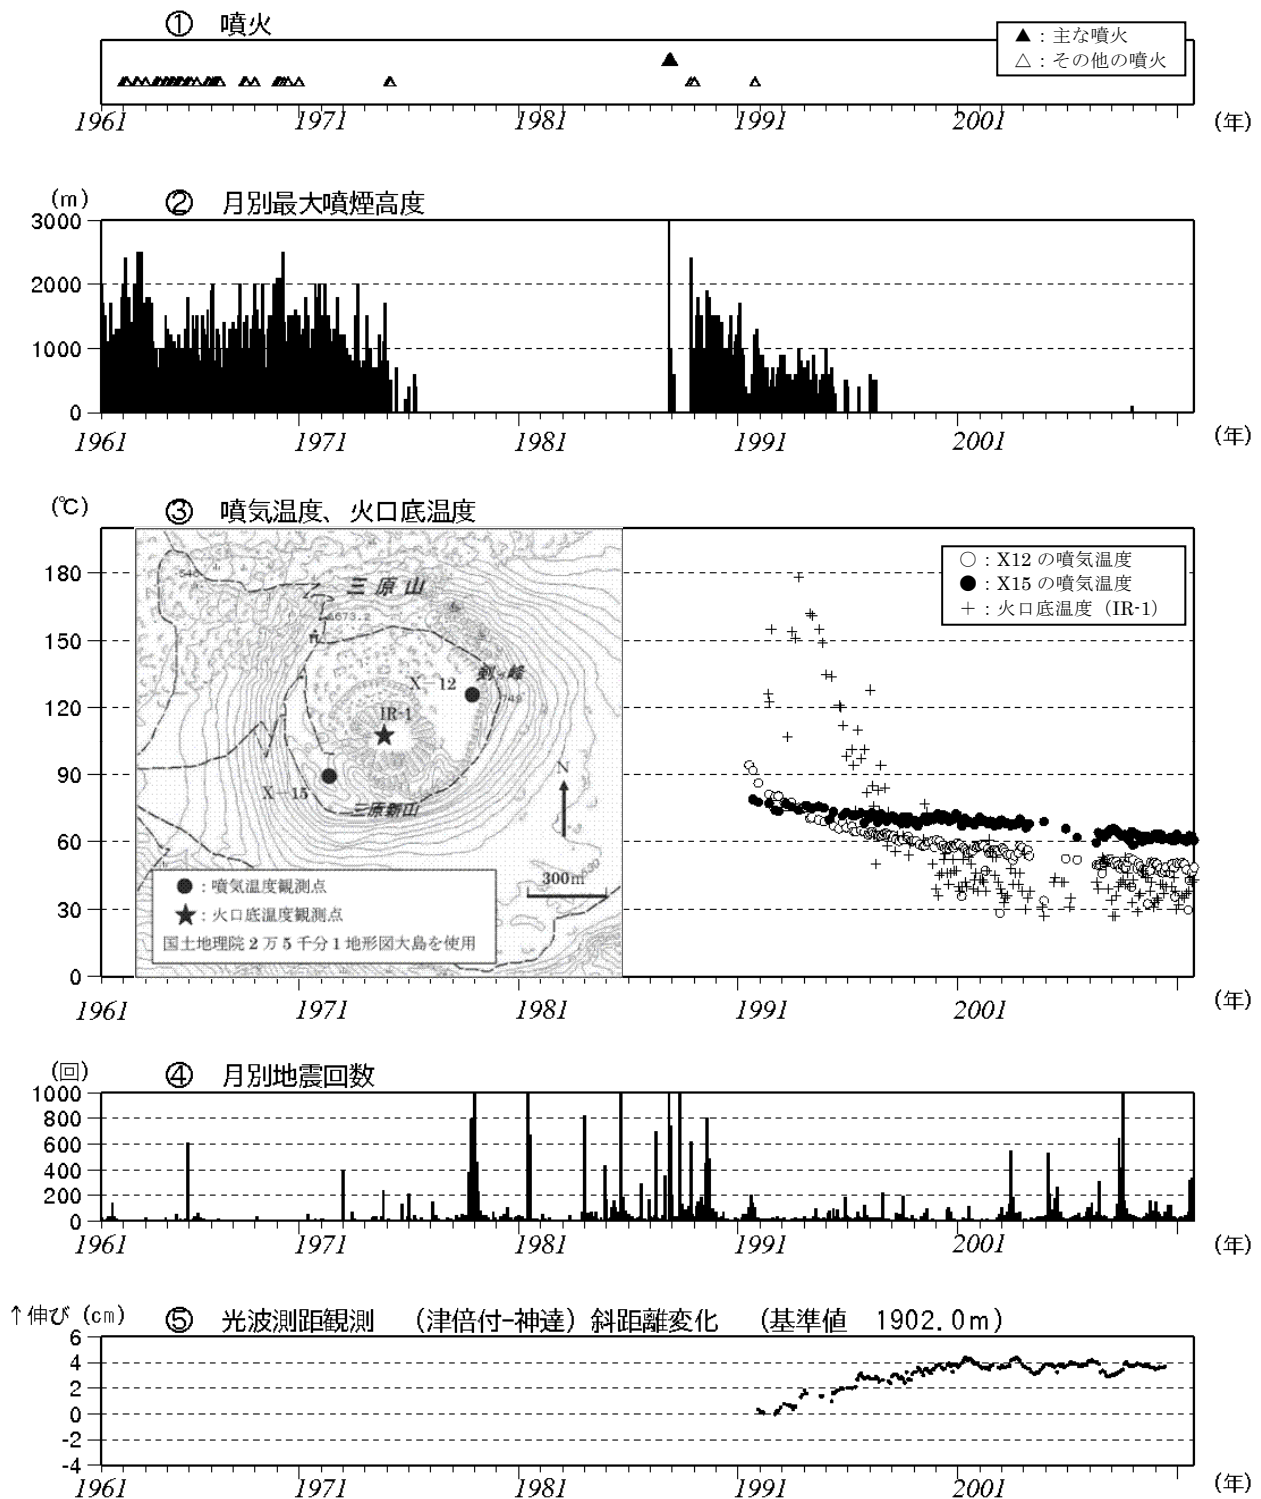 ① 噴火
▲：主な噴火
△：その他の噴火
1961 1971 1981 1991 2001 (年)
(m) ② 月別最大噴煙高度
3000
2000
1000
0
1961 1971 1981 1991 2001 (年)
(℃) ③ 噴気温度、火口底温度
○：X12 の噴気温度
●：X15 の噴気温度
＋：火口底温度（IR-1）
180
150
120
90
60
30
0
三原山
673.2
剣ヶ峰
749
X－12
IR-1
X－15
三原新山
N
300m
●：噴気温度観測点
★：火口底温度観測点
国土地理院２万５千分１地形図大島を使用
1961 1971 1981 1991 2001 (年)
(回) ④ 月別地震回数
1000
800
600
400
200
0
1961 1971 1981 1991 2001 (年)
↑伸び (cm) ⑤ 光波測距観測 （津倍付-神達）斜距離変化 （基準値 1902.0m）
6
4
2
0
-2
-4
1961 1971 1981 1991 2001 (年)